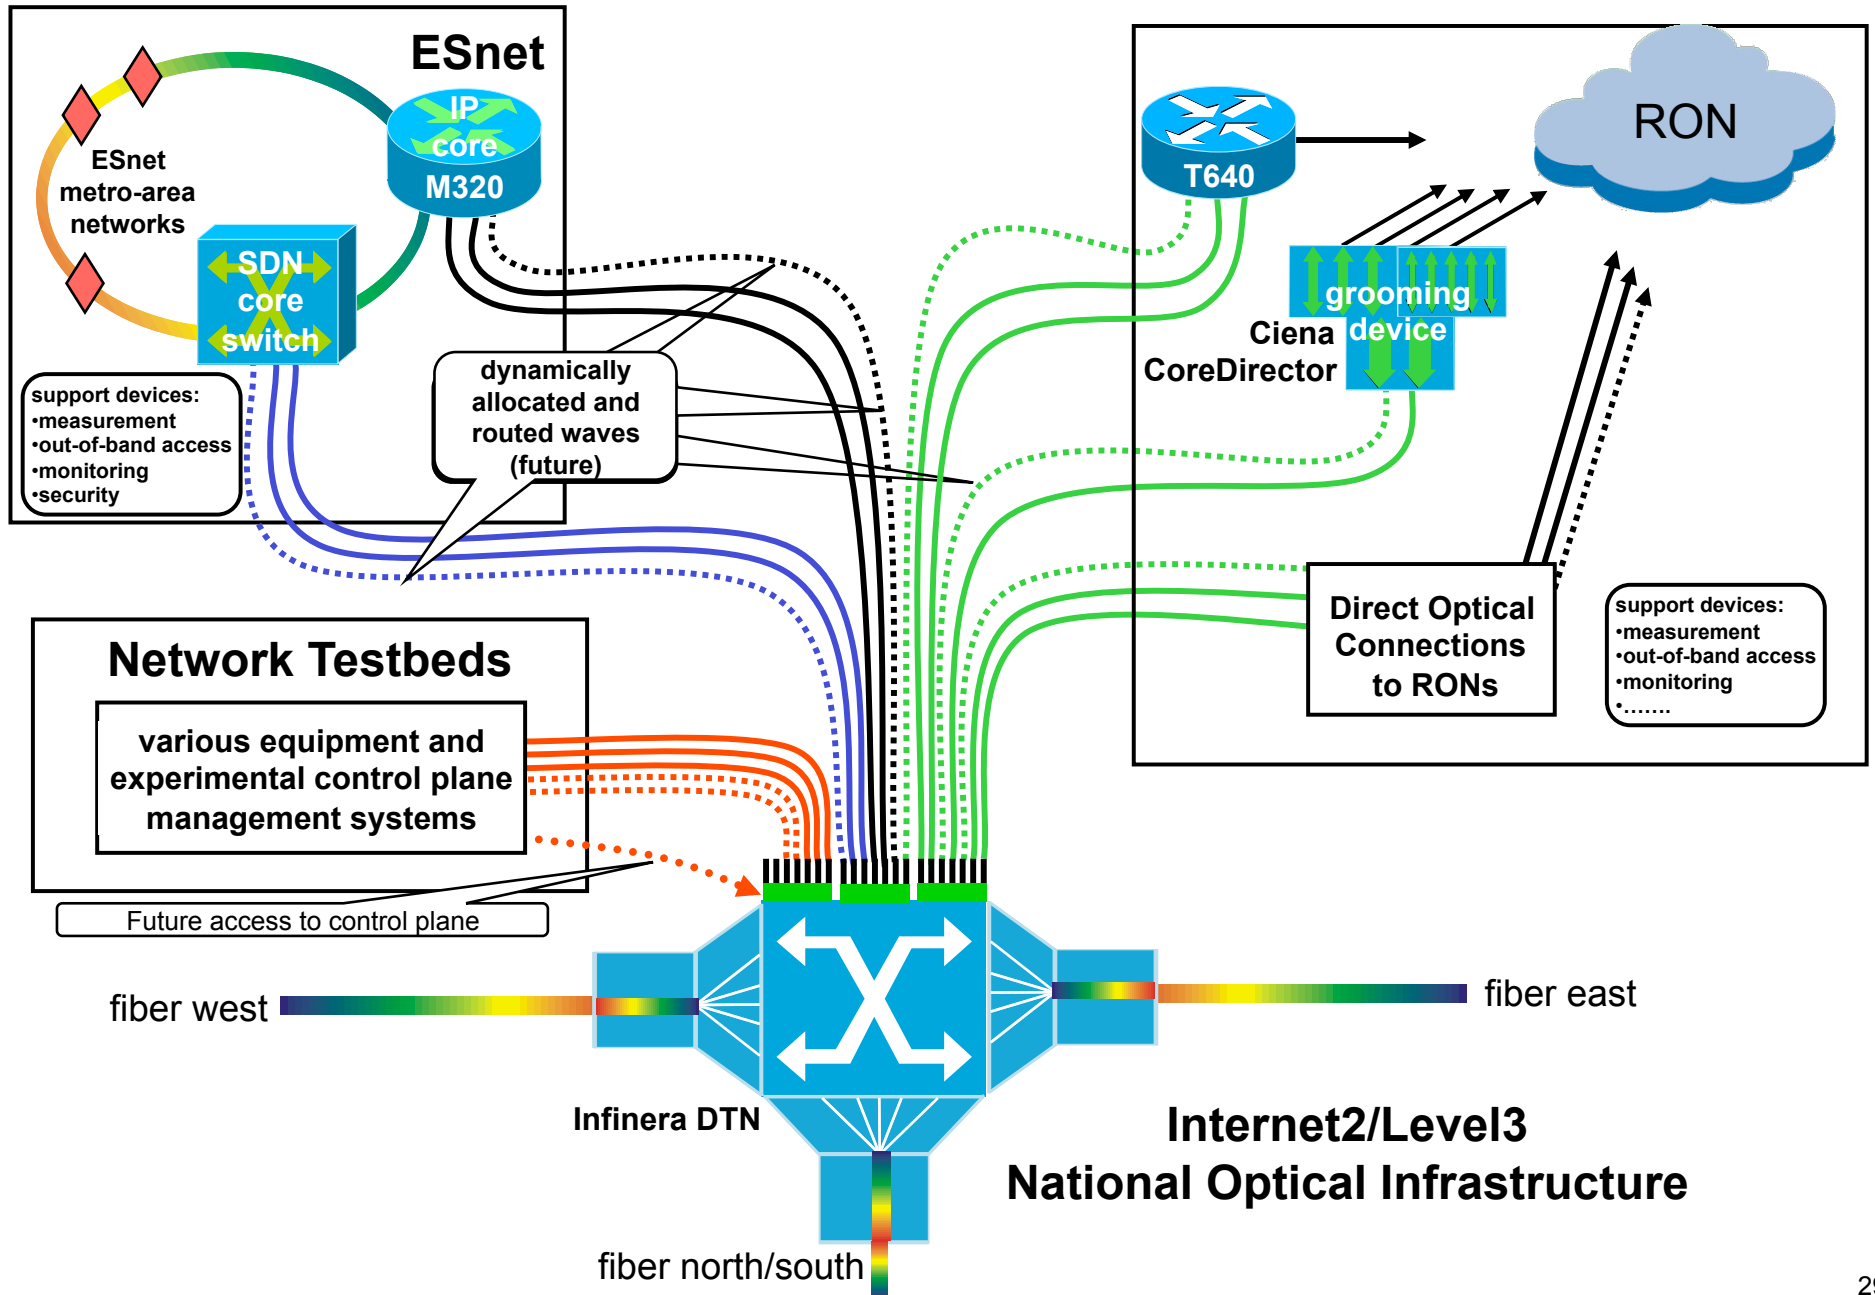 ESnet
IP
core
M320
ESnet
metro-area
networks
SDN
core
switch
support devices:
•measurement
•out-of-band access
•monitoring
•security
dynamically
allocated and
routed waves
(future)
T640
RON
grooming
device
Ciena
CoreDirector
Direct Optical
Connections
to RONs
support devices:
•measurement
•out-of-band access
•monitoring
•.......
Network Testbeds
various equipment and
experimental control plane
management systems
Future access to control plane
fiber west
fiber east
Infinera DTN
Internet2/Level3
National Optical Infrastructure
fiber north/south
29